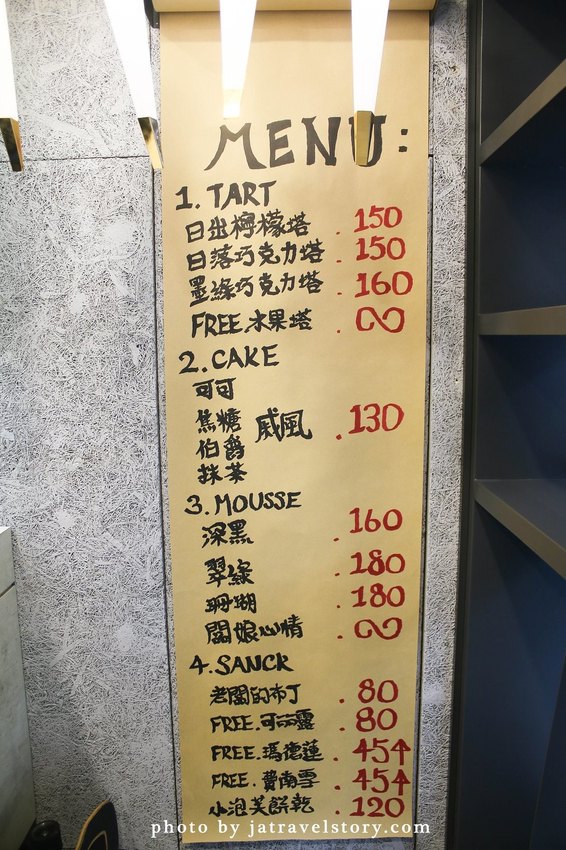 MENU:
1. TART
日出檸檬塔 . 150
日落巧克力塔 . 150
墨綠巧克力塔 . 160
FREE.水果塔 . ∞
2. CAKE
可可
焦糖 威風 . 130
伯爵
抹茶
3. MOUSSE
深黑 . 160
翠綠 . 180
珊瑚 . 180
闆娘心情 . ∞
4. SANCK
老闆的布丁 . 80
FREE.可麗露 . 80
FREE.瑪德蓮 . 45↑
FREE.費南雪 . 45↑
小泡芙餅乾 . 120
photo by jatravelstory.com